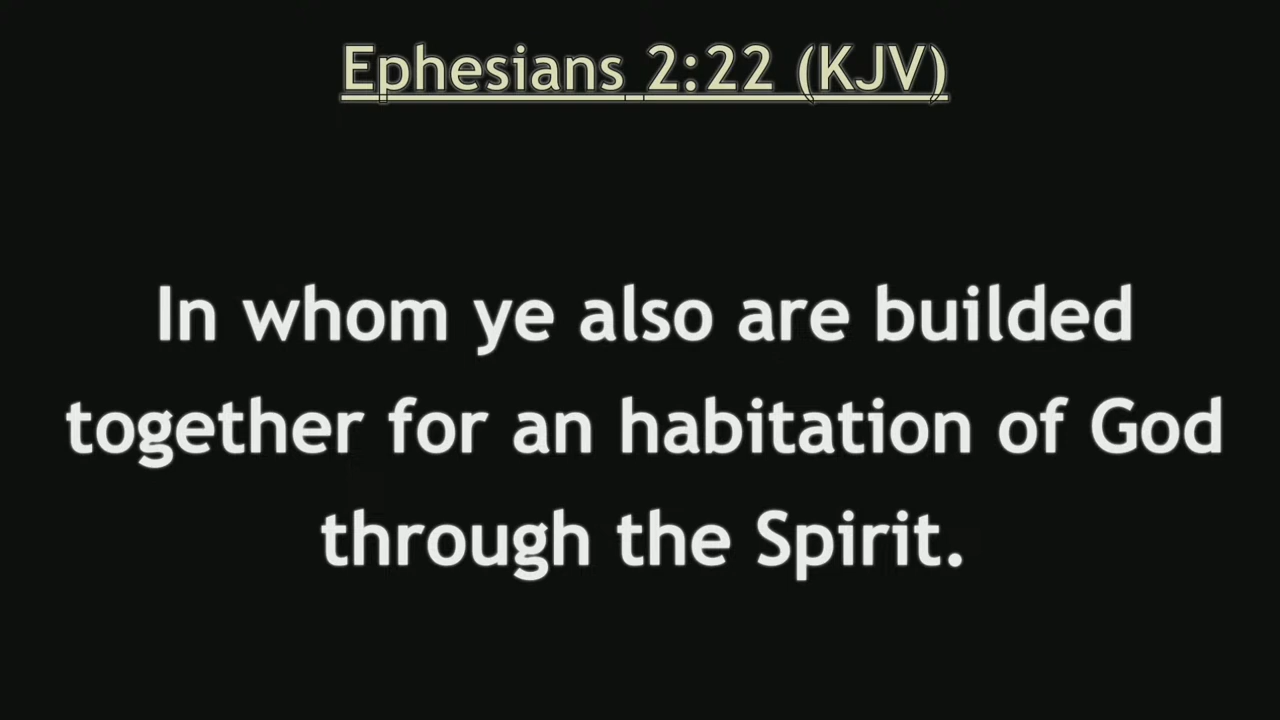 Ephesians 2:22 (KJV)
In whom ye also are builded
together for an habitation of God
through the Spirit.